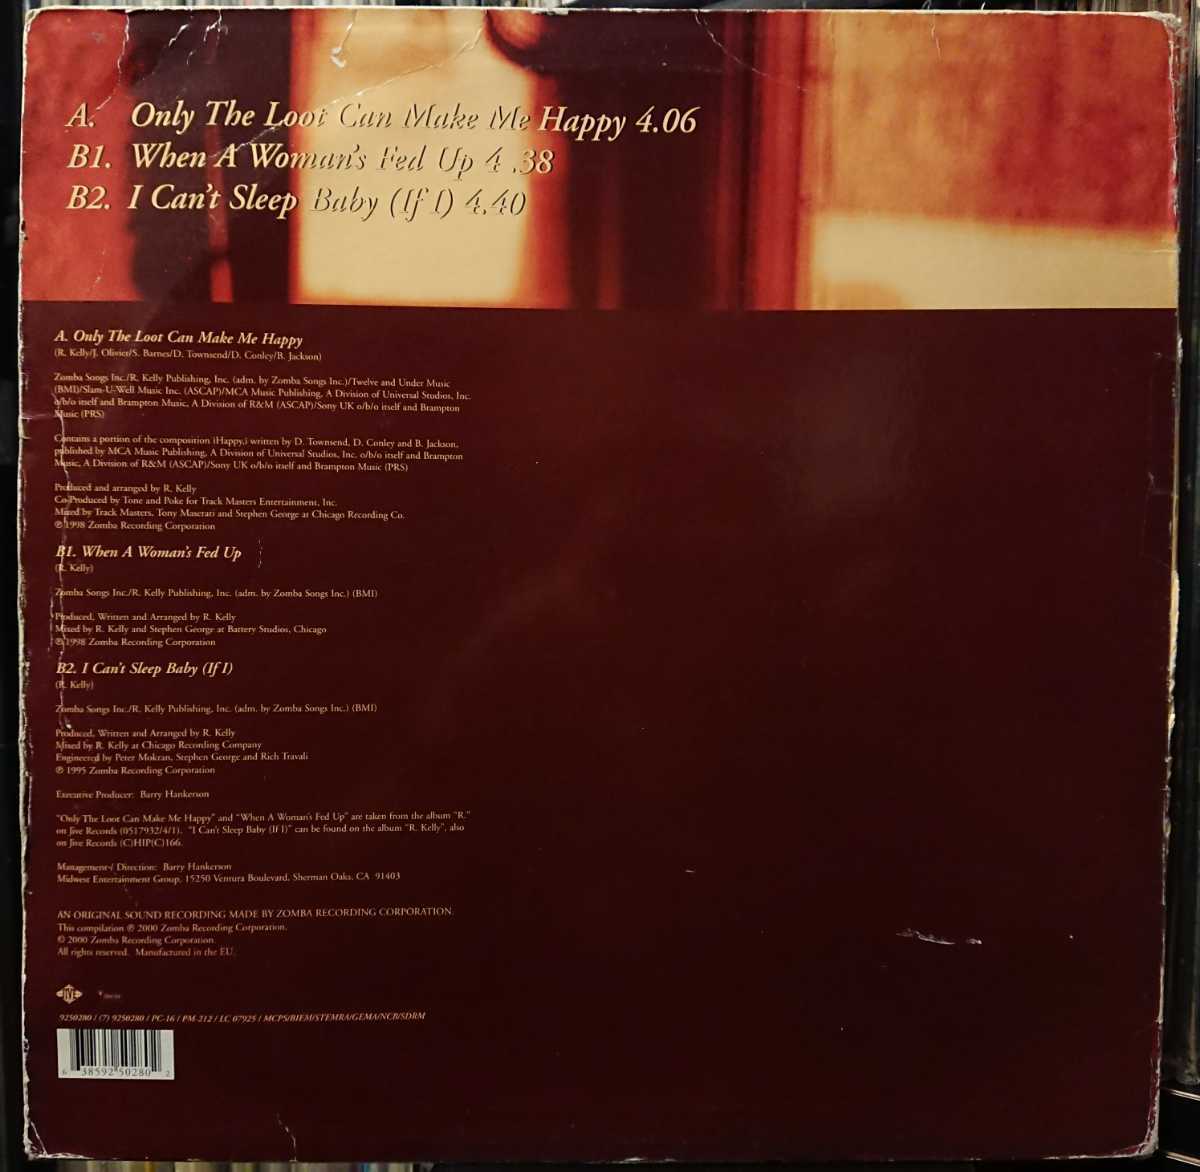 A. Only The Loot Can Make Me Happy 4.06
B1. When A Woman's Fed Up 4 .38
B2. I Can't Sleep Baby (If I) 4.40
A. Only The Loot Can Make Me Happy
(R. Kelly/J. Olivier/S. Barnes/D. Townsend/D. Conley/B. Jackson)
Zomba Songs Inc./R. Kelly Publishing, Inc. (adm. by Zomba Songs Inc.)/Twelve and Under Music
(BMI)/Slam-U-Well Music Inc. (ASCAP)/MCA Music Publishing, A Division of Universal Studios, Inc.
o/b/o itself and Brampton Music, A Division of R&M (ASCAP)/Sony UK o/b/o itself and Brampton
Music (PRS)
Contains a portion of the composition ìHappy,î written by D. Townsend, D. Conley and B. Jackson,
published by MCA Music Publishing, A Division of Universal Studios, Inc. o/b/o itself and Brampton
Music, A Division of R&M (ASCAP)/Sony UK o/b/o itself and Brampton Music (PRS)
Produced and arranged by R. Kelly
Co-Produced by Tone and Poke for Track Masters Entertainment, Inc.
Mixed by Track Masters, Tony Maserati and Stephen George at Chicago Recording Co.
℗ 1998 Zomba Recording Corporation
B1. When A Woman's Fed Up
(R. Kelly)
Zomba Songs Inc./R. Kelly Publishing, Inc. (adm. by Zomba Songs Inc.) (BMI)
Produced, Written and Arranged by R. Kelly
Mixed by R. Kelly and Stephen George at Battery Studios, Chicago
℗ 1998 Zomba Recording Corporation
B2. I Can't Sleep Baby (If I)
(R. Kelly)
Zomba Songs Inc./R. Kelly Publishing, Inc. (adm. by Zomba Songs Inc.) (BMI)
Produced, Written and Arranged by R. Kelly
Mixed by R. Kelly at Chicago Recording Company
Engineered by Peter Mokran, Stephen George and Rich Travali
℗ 1995 Zomba Recording Corporation
Executive Producer: Barry Hankerson
"Only The Loot Can Make Me Happy" and "When A Woman's Fed Up" are taken from the album "R."
on Jive Records (0517932/4/1). "I Can't Sleep Baby (If I)" can be found on the album "R. Kelly", also
on Jive Records (C)HIP(C)166.
Management-/ Direction: Barry Hankerson
Midwest Entertainment Group, 15250 Ventura Boulevard, Sherman Oaks, CA 91403
AN ORIGINAL SOUND RECORDING MADE BY ZOMBA RECORDING CORPORATION.
This compilation ℗ 2000 Zomba Recording Corporation.
© 2000 Zomba Recording Corporation.
All rights reserved. Manufactured in the EU.
JIVE
9250280 / (7) 9250280 / PC-16 / PM-212 / LC 07925 / MCPS/BIEM/STEMRA/GEMA/NCB/SDRM
6 38592 50280 2